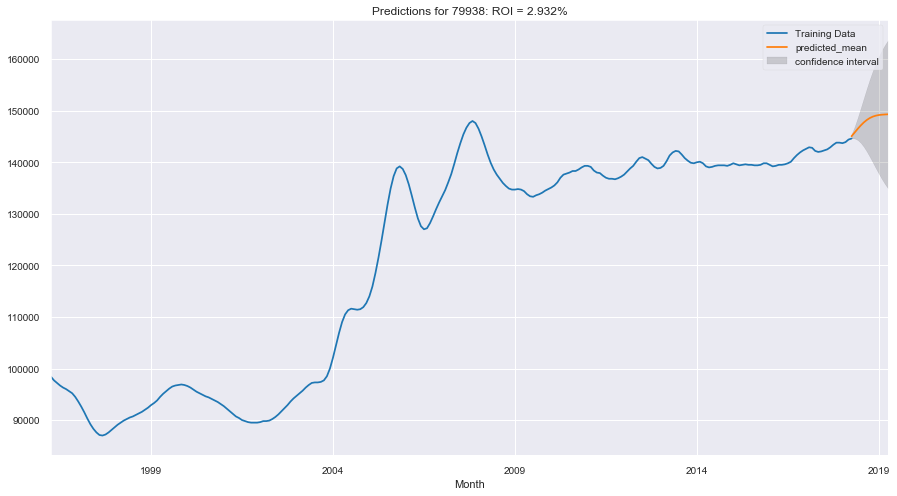 Predictions for 79938: ROI = 2.932%
Training Data
predicted_mean
confidence interval
160000
150000
140000
130000
120000
110000
100000
90000
1999
2004
2009
2014
2019
Month